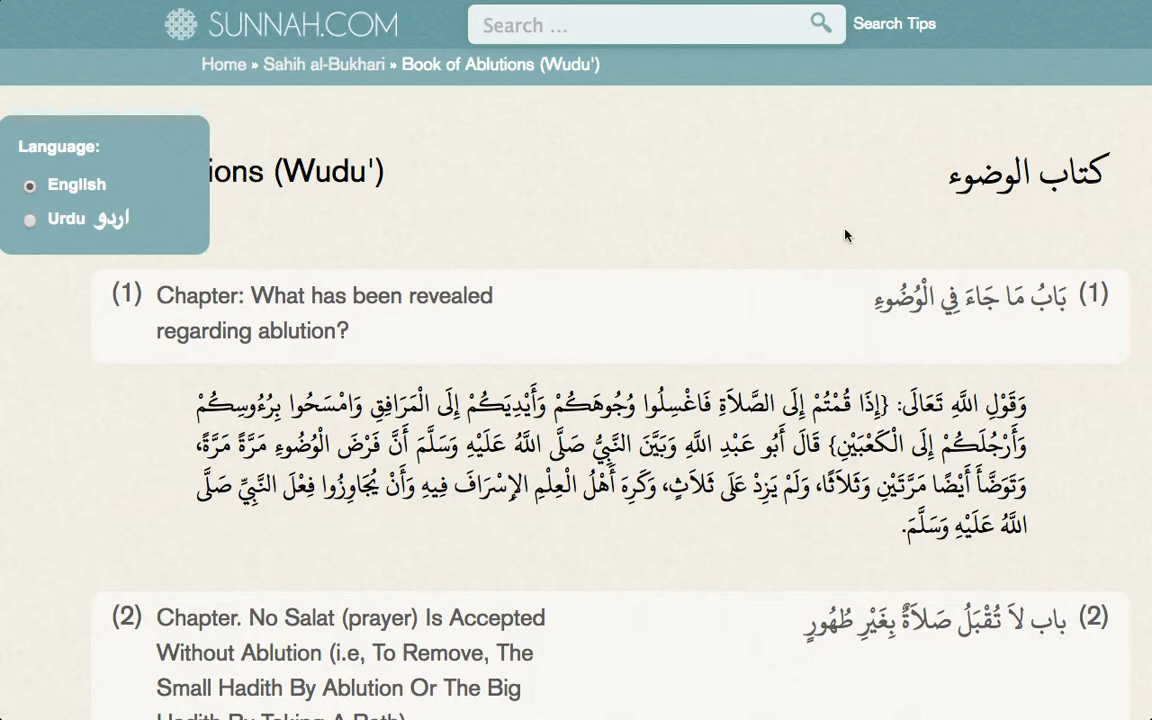 SUNNAH.COM
Search ...
Search Tips
Home » Sahih al-Bukhari » Book of Ablutions (Wudu')
Language:
English
Urdu اردو
ions (Wudu')
كتاب الوضوء
(1) Chapter: What has been revealed
regarding ablution?
(1) بَابُ مَا جَاءَ فِي الْوُضُوءِ
وَقَوْلِ اللَّهِ تَعَالَى: {إِذَا قُمْتُمْ إِلَى الصَّلاَةِ فَاغْسِلُوا وُجُوهَكُمْ وَأَيْدِيَكُمْ إِلَى الْمَرَافِقِ وَامْسَحُوا بِرُءُوسِكُمْ
وَأَرْجُلَكُمْ إِلَى الْكَعْبَيْنِ} قَالَ أَبُو عَبْدِ اللَّهِ وَبَيَّنَ النَّبِيُّ صَلَّى اللَّهُ عَلَيْهِ وَسَلَّمَ أَنَّ فَرْضَ الْوُضُوءِ مَرَّةً مَرَّةً،
وَتَوَضَّأَ أَيْضًا مَرَّتَيْنِ وَثَلاَثًا، وَلَمْ يَزِدْ عَلَى ثَلاَثٍ، وَكَرِهَ أَهْلُ الْعِلْمِ الإِسْرَافَ فِيهِ وَأَنْ يُجَاوِزُوا فِعْلَ النَّبِيِّ صَلَّى
اللَّهُ عَلَيْهِ وَسَلَّمَ.
(2) Chapter. No Salat (prayer) Is Accepted
Without Ablution (i.e, To Remove, The
Small Hadith By Ablution Or The Big
Hadith By Taking A Bath)
(2) باب لاَ تُقْبَلُ صَلاَةٌ بِغَيْرِ طُهُورٍ